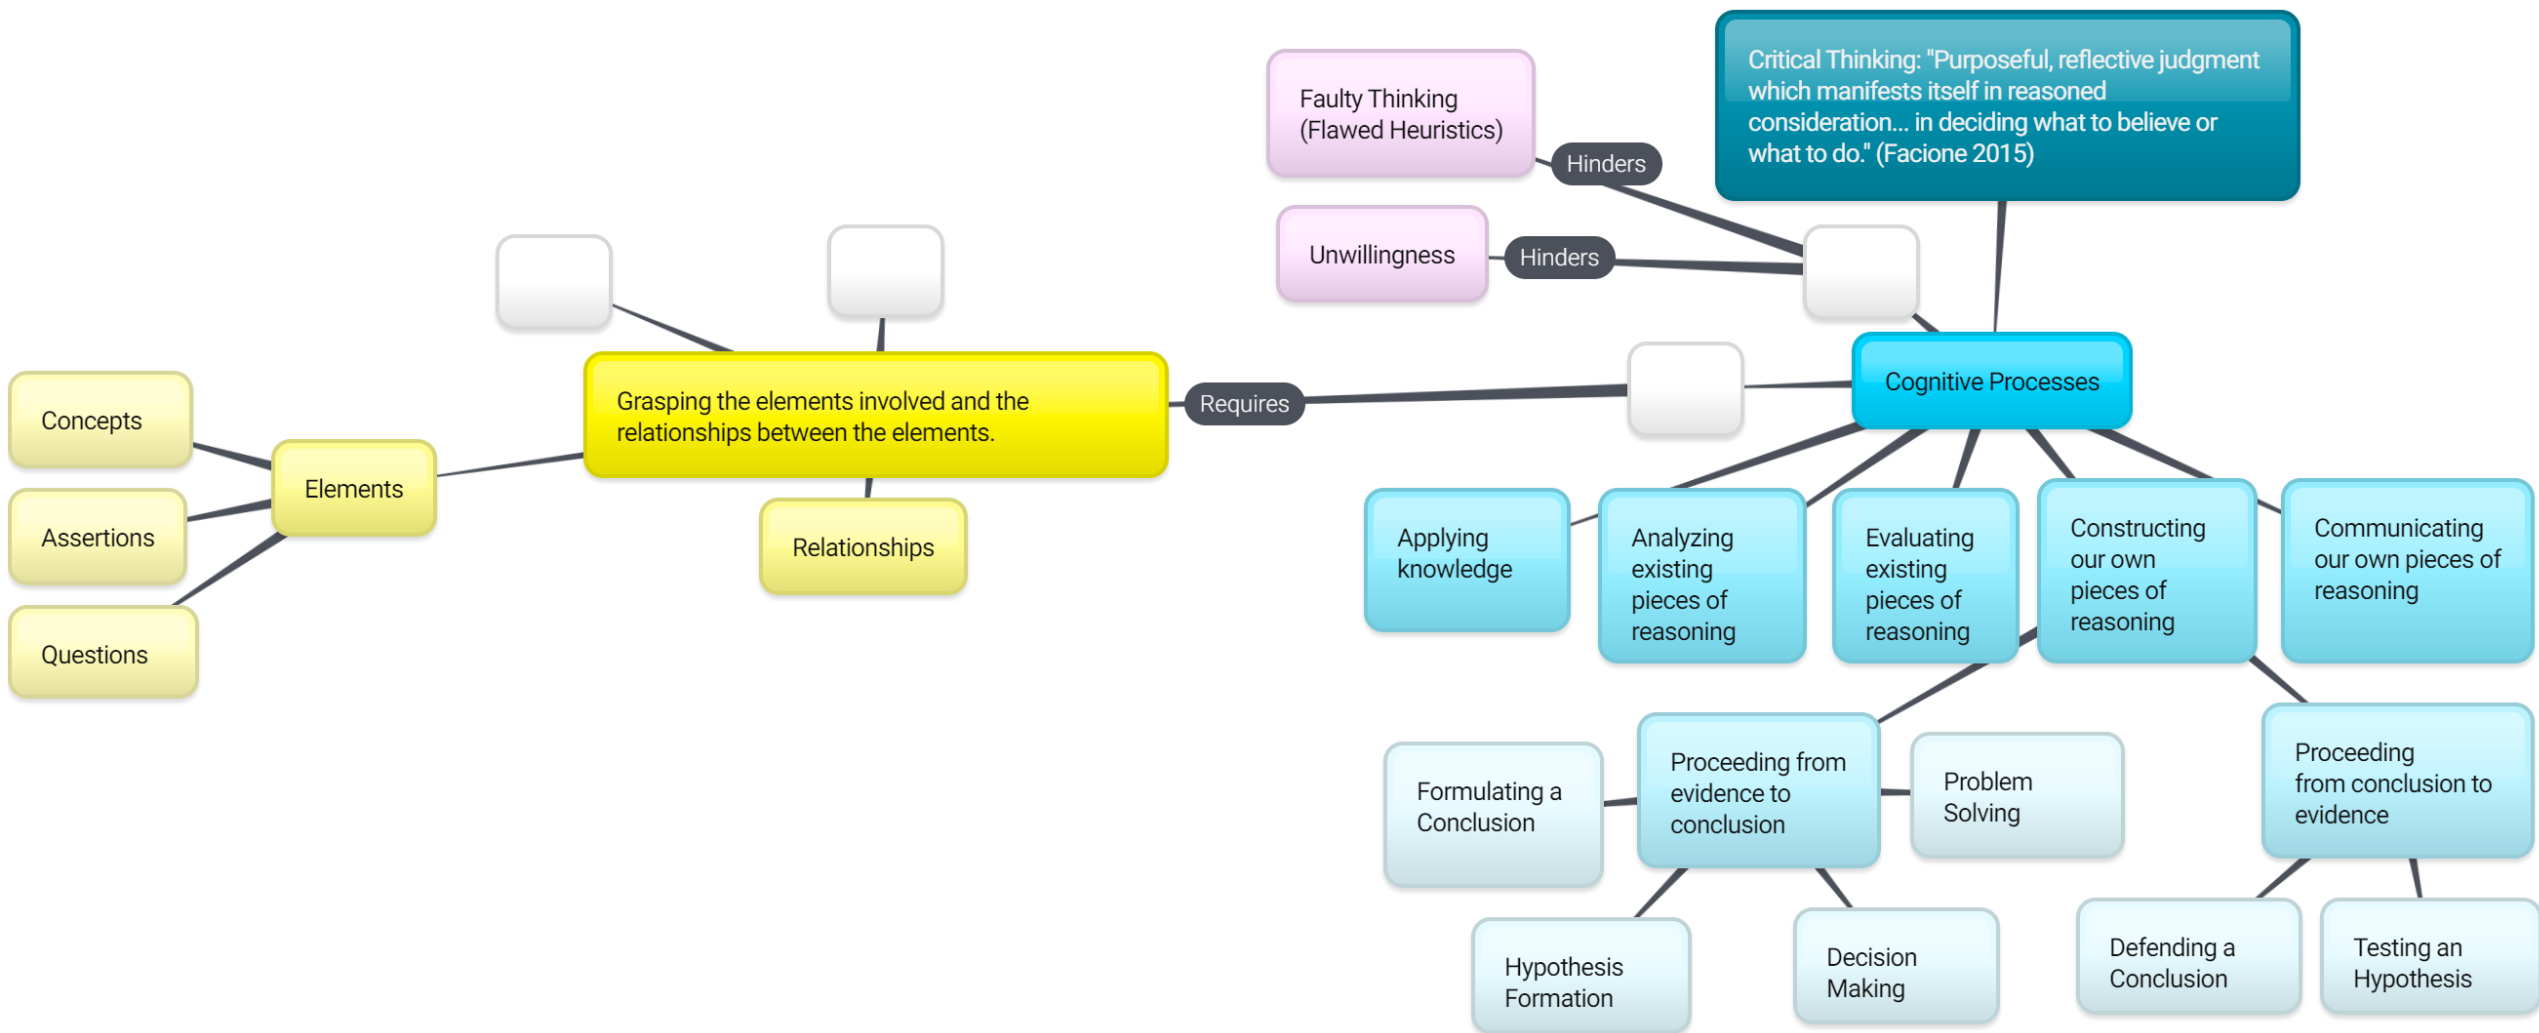 Critical Thinking: "Purposeful, reflective judgment
which manifests itself in reasoned
consideration... in deciding what to believe or
what to do." (Facione 2015)
Faulty Thinking
(Flawed Heuristics)
Hinders
Unwillingness
Hinders
Cognitive Processes
Requires
Grasping the elements involved and the
relationships between the elements.
Concepts
Elements
Assertions
Relationships
Questions
Applying
knowledge
Analyzing
existing
pieces of
reasoning
Evaluating
existing
pieces of
reasoning
Constructing
our own
pieces of
reasoning
Communicating
our own pieces of
reasoning
Formulating a
Conclusion
Proceeding from
evidence to
conclusion
Problem
Solving
Proceeding
from conclusion to
evidence
Hypothesis
Formation
Decision
Making
Defending a
Conclusion
Testing an
Hypothesis